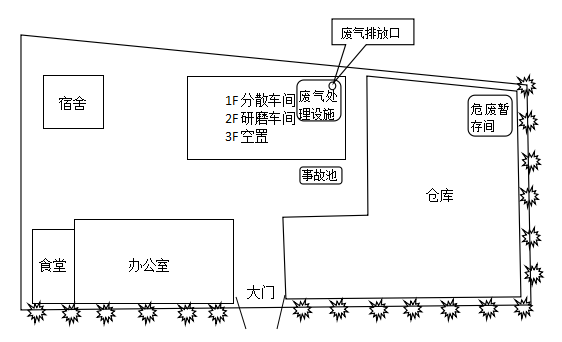 废气排放口
宿舍
1F分散车间
2F研磨车间
3F空置
废气处
理设施
危废暂
存间
事故池
仓库
食堂
办公室
大门